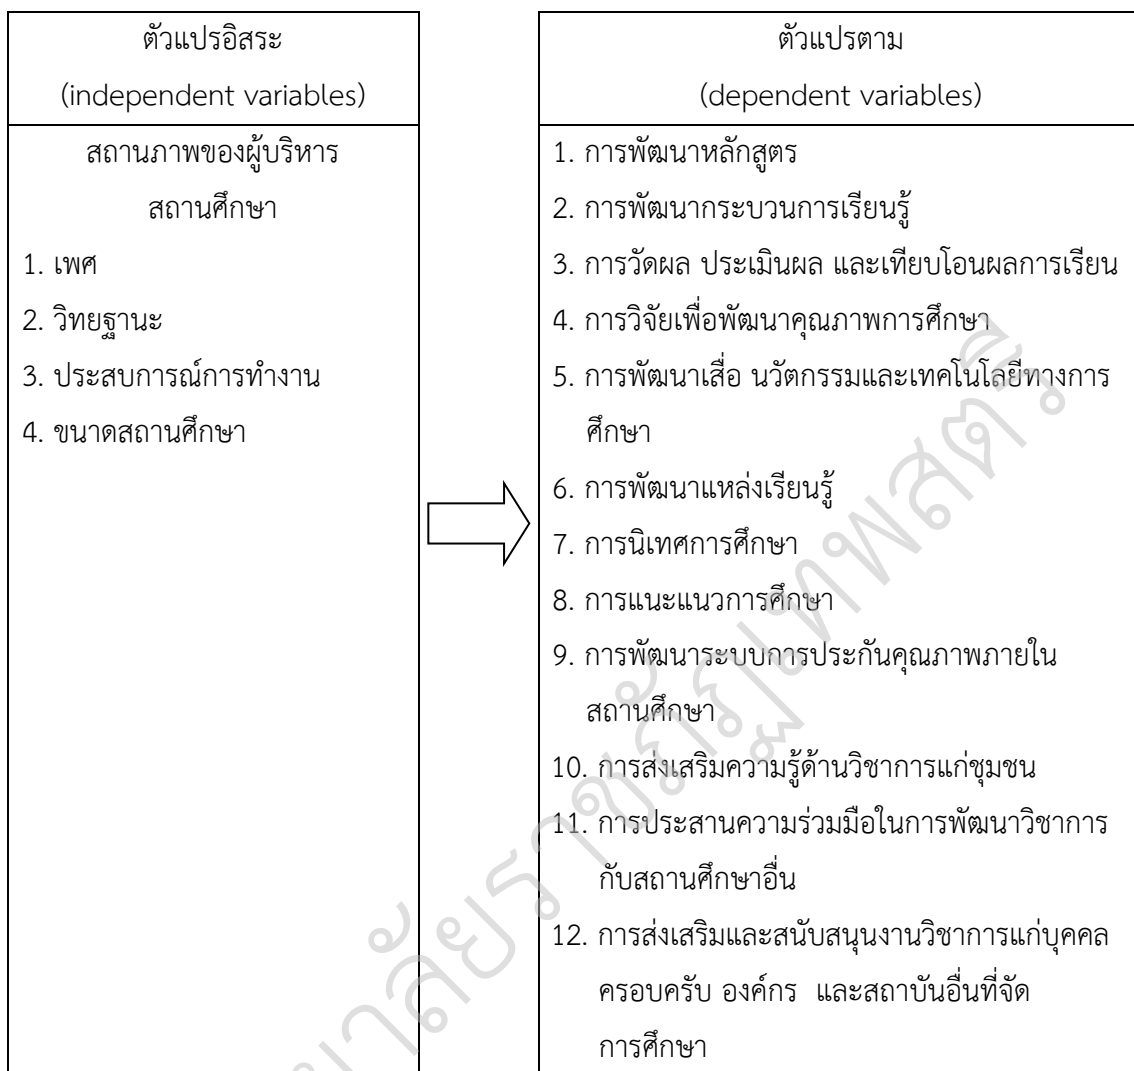 ตัวแปรอิสระ
(independent variables)
สถานภาพของผู้บริหาร
สถานศึกษา
1. เพศ
2. วิทยฐานะ
3. ประสบการณ์การทำงาน
4. ขนาดสถานศึกษา
ตัวแปรตาม
(dependent variables)
1. การพัฒนาหลักสูตร
2. การพัฒนากระบวนการเรียนรู้
3. การวัดผล ประเมินผล และเทียบโอนผลการเรียน
4. การวิจัยเพื่อพัฒนาคุณภาพการศึกษา
5. การพัฒนาเสื่อ นวัตกรรมและเทคโนโลยีทางการ
ศึกษา
6. การพัฒนาแหล่งเรียนรู้
7. การนิเทศการศึกษา
8. การแนะแนวการศึกษา
9. การพัฒนาระบบการประกันคุณภาพภายใน
สถานศึกษา
10. การส่งเสริมความรู้ด้านวิชาการแก่ชุมชน
11. การประสานความร่วมมือในการพัฒนาวิชาการ
กับสถานศึกษาอื่น
12. การส่งเสริมและสนับสนุนงานวิชาการแก่บุคคล
ครอบครับ องค์กร และสถาบันอื่นที่จัด
การศึกษา
าลัยราชภัฏเทพสตรี